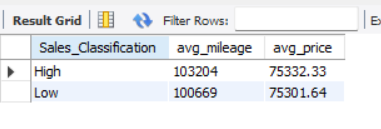 Result Grid Filter Rows: Ex
Sales_Classification avg_mileage avg_price
High 103204 75332.33
Low 100669 75301.64